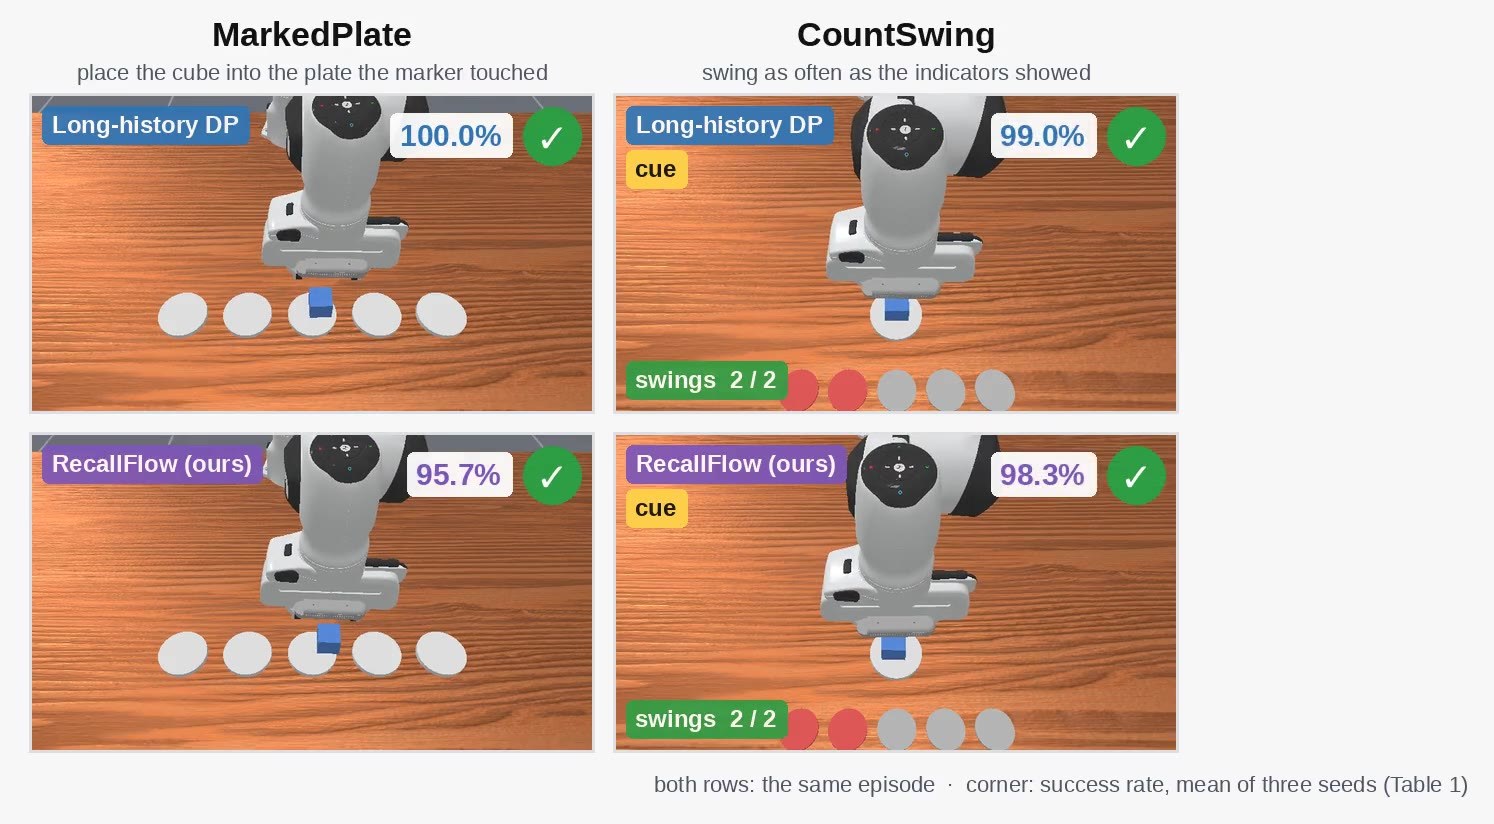 MarkedPlate
place the cube into the plate the marker touched
CountSwing
swing as often as the indicators showed
Long-history DP
100.0%
✓
Long-history DP
99.0%
✓
cue
swings 2 / 2
RecallFlow (ours)
95.7%
✓
RecallFlow (ours)
98.3%
✓
cue
swings 2 / 2
both rows: the same episode · corner: success rate, mean of three seeds (Table 1)